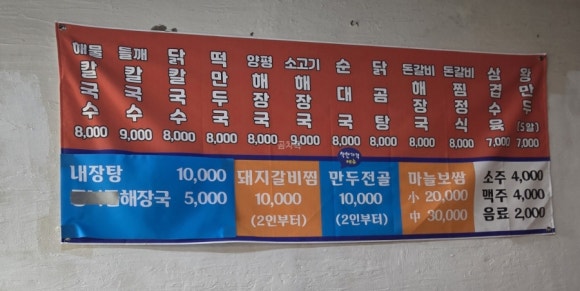 해물칼국수 8,000
들깨칼국수 9,000
닭칼국수 8,000
떡만두국 8,000
양평해장국 9,000
소고기해장국 9,000
순대국 8,000
닭곰탕 8,000
돈갈비해장국 8,000
돈갈비찜정식 8,000
삼겹수육 7,000
왕만두 (5알) 7,000
착한가격
내장탕 10,000
해장국 5,000
돼지갈비찜
10,000
(2인부터)
만두전골
10,000
(2인부터)
마늘보쌈
小 20,000
中 30,000
소주 4,000
맥주 4,000
음료 2,000